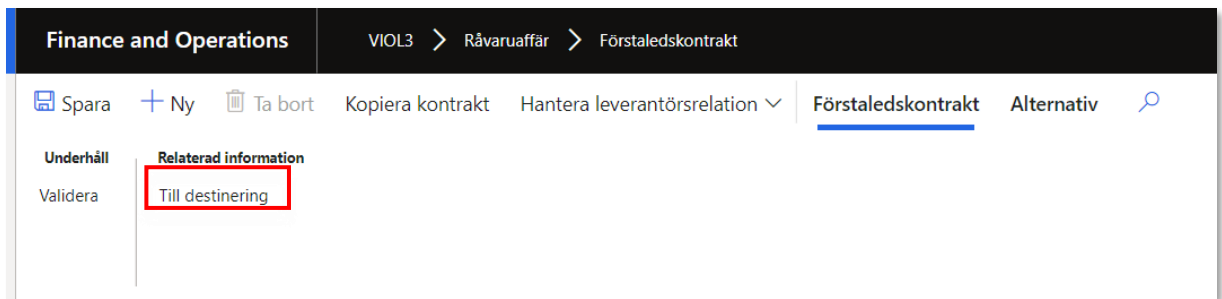 Finance and Operations VIOL3 Råvaruaffär Förstaledskontrakt
Spara Ny Ta bort Kopiera kontrakt Hantera leverantörsrelation Förstaledskontrakt Alternativ
Underhåll Relaterad information
Validera Till destinering